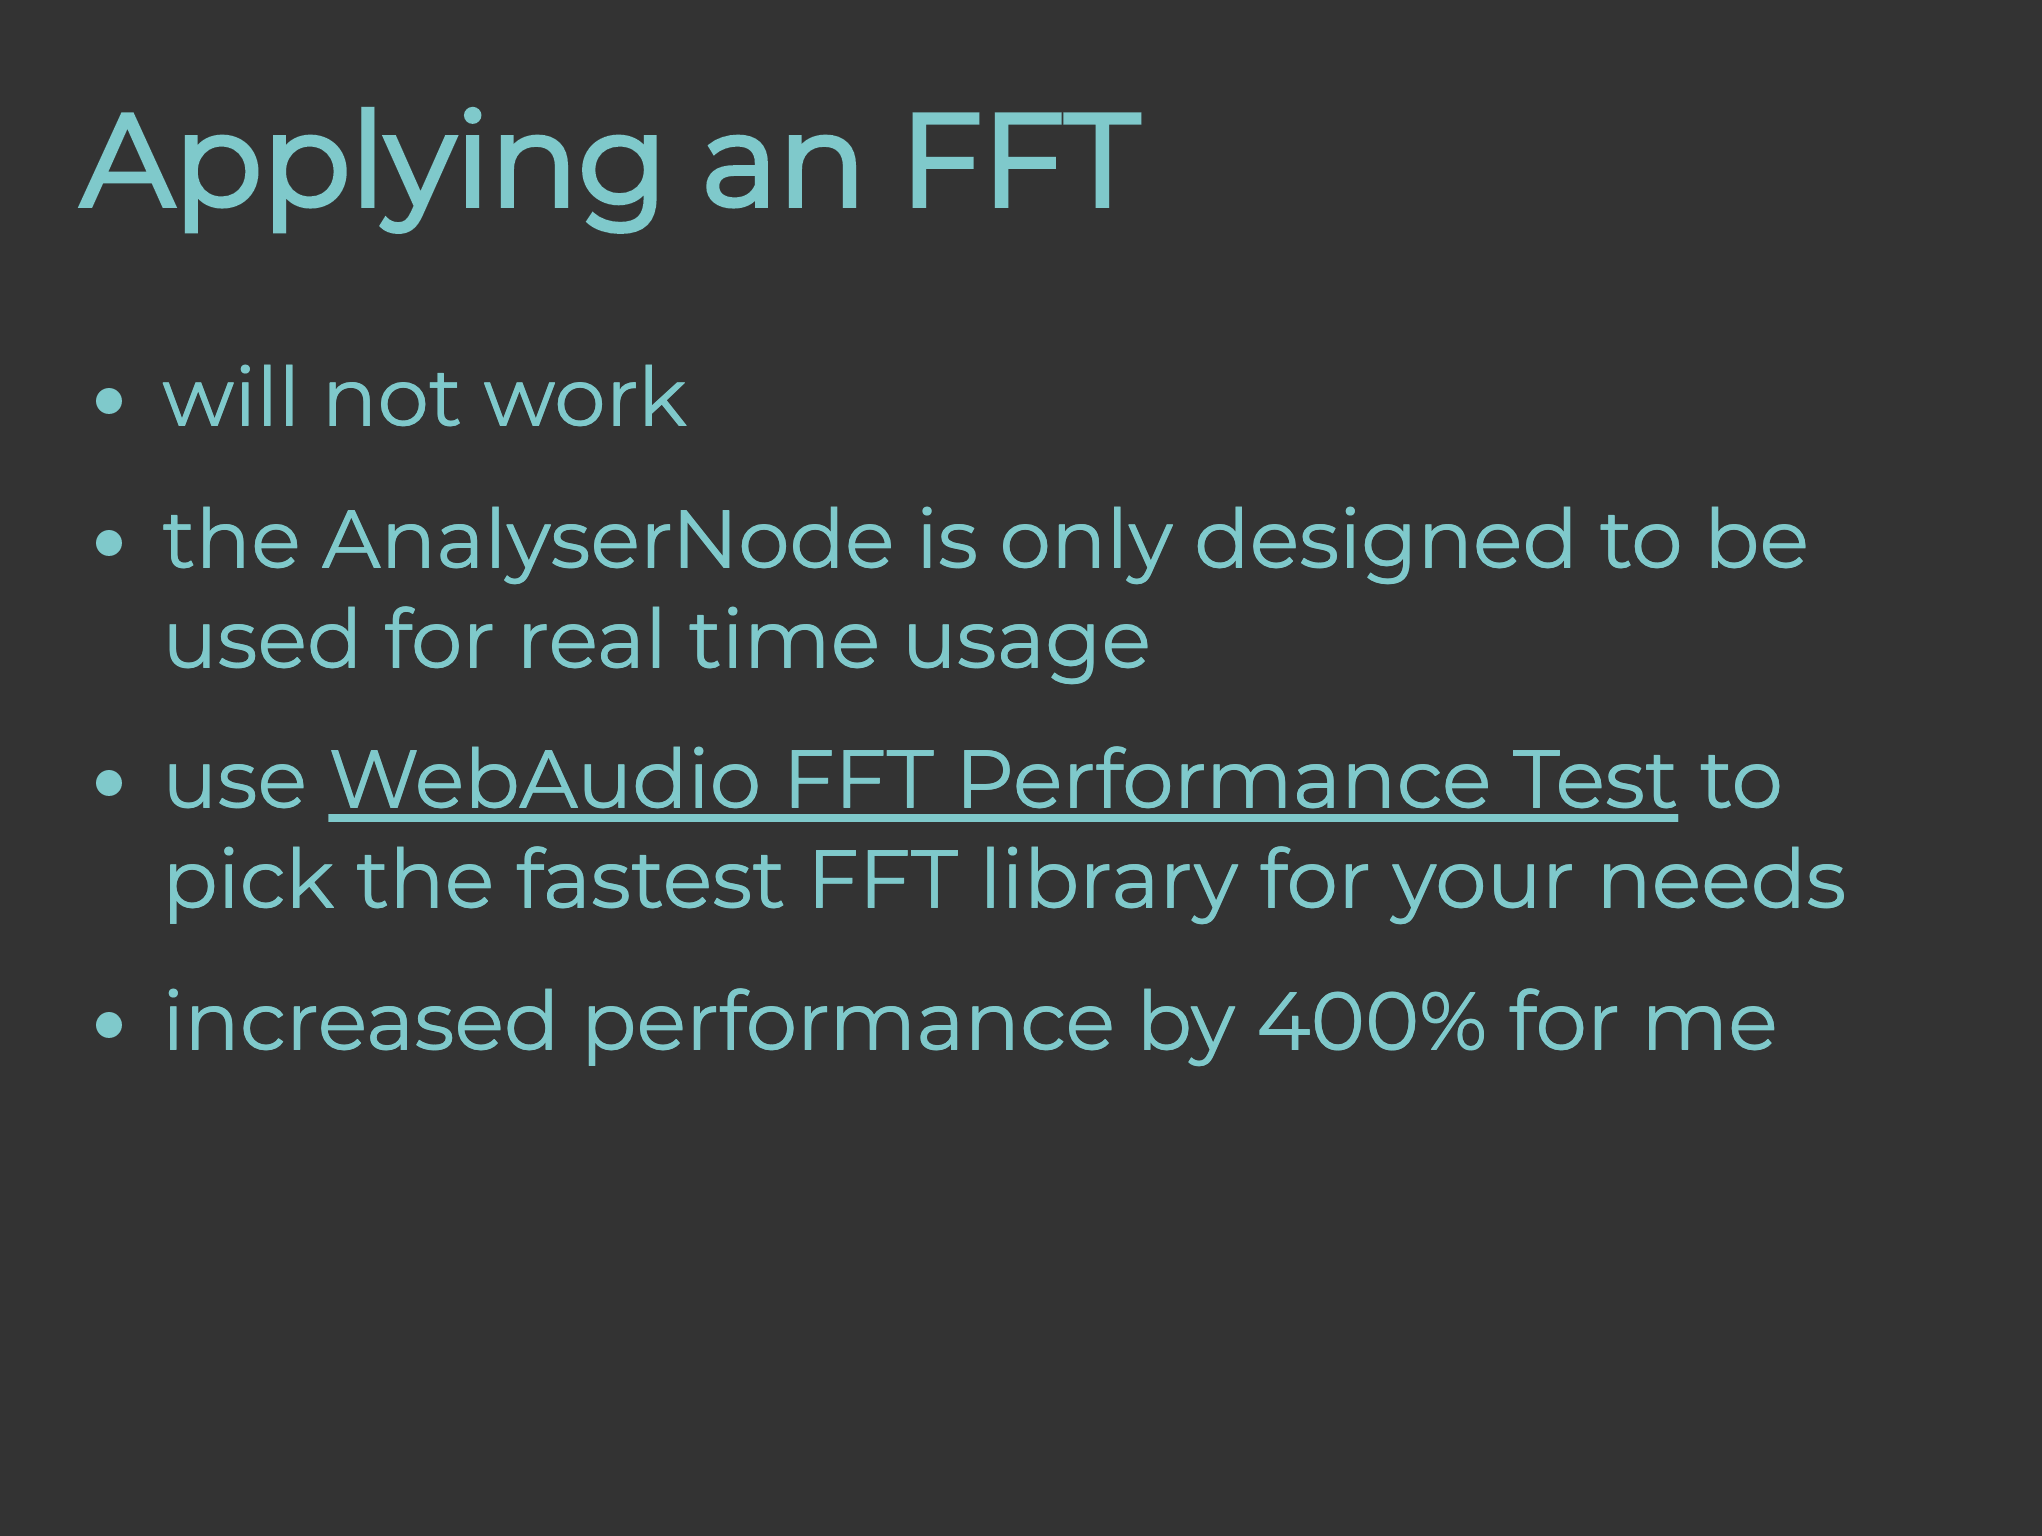 Applying an FFT
• will not work
• the AnalyserNode is only designed to be
used for real time usage
• use WebAudio FFT Performance Test to
pick the fastest FFT library for your needs
• increased performance by 400% for me